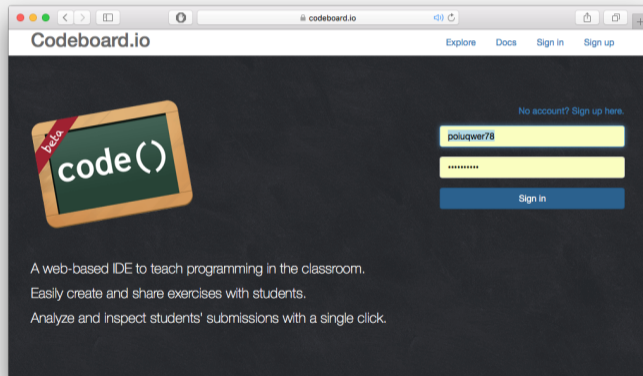 codeboard.io
Codeboard.io
Explore Docs Sign in Sign up
No account? Sign up here.
beta
code()
poiuqwer78
••••••••••
Sign in
A web-based IDE to teach programming in the classroom.
Easily create and share exercises with students.
Analyze and inspect students' submissions with a single click.